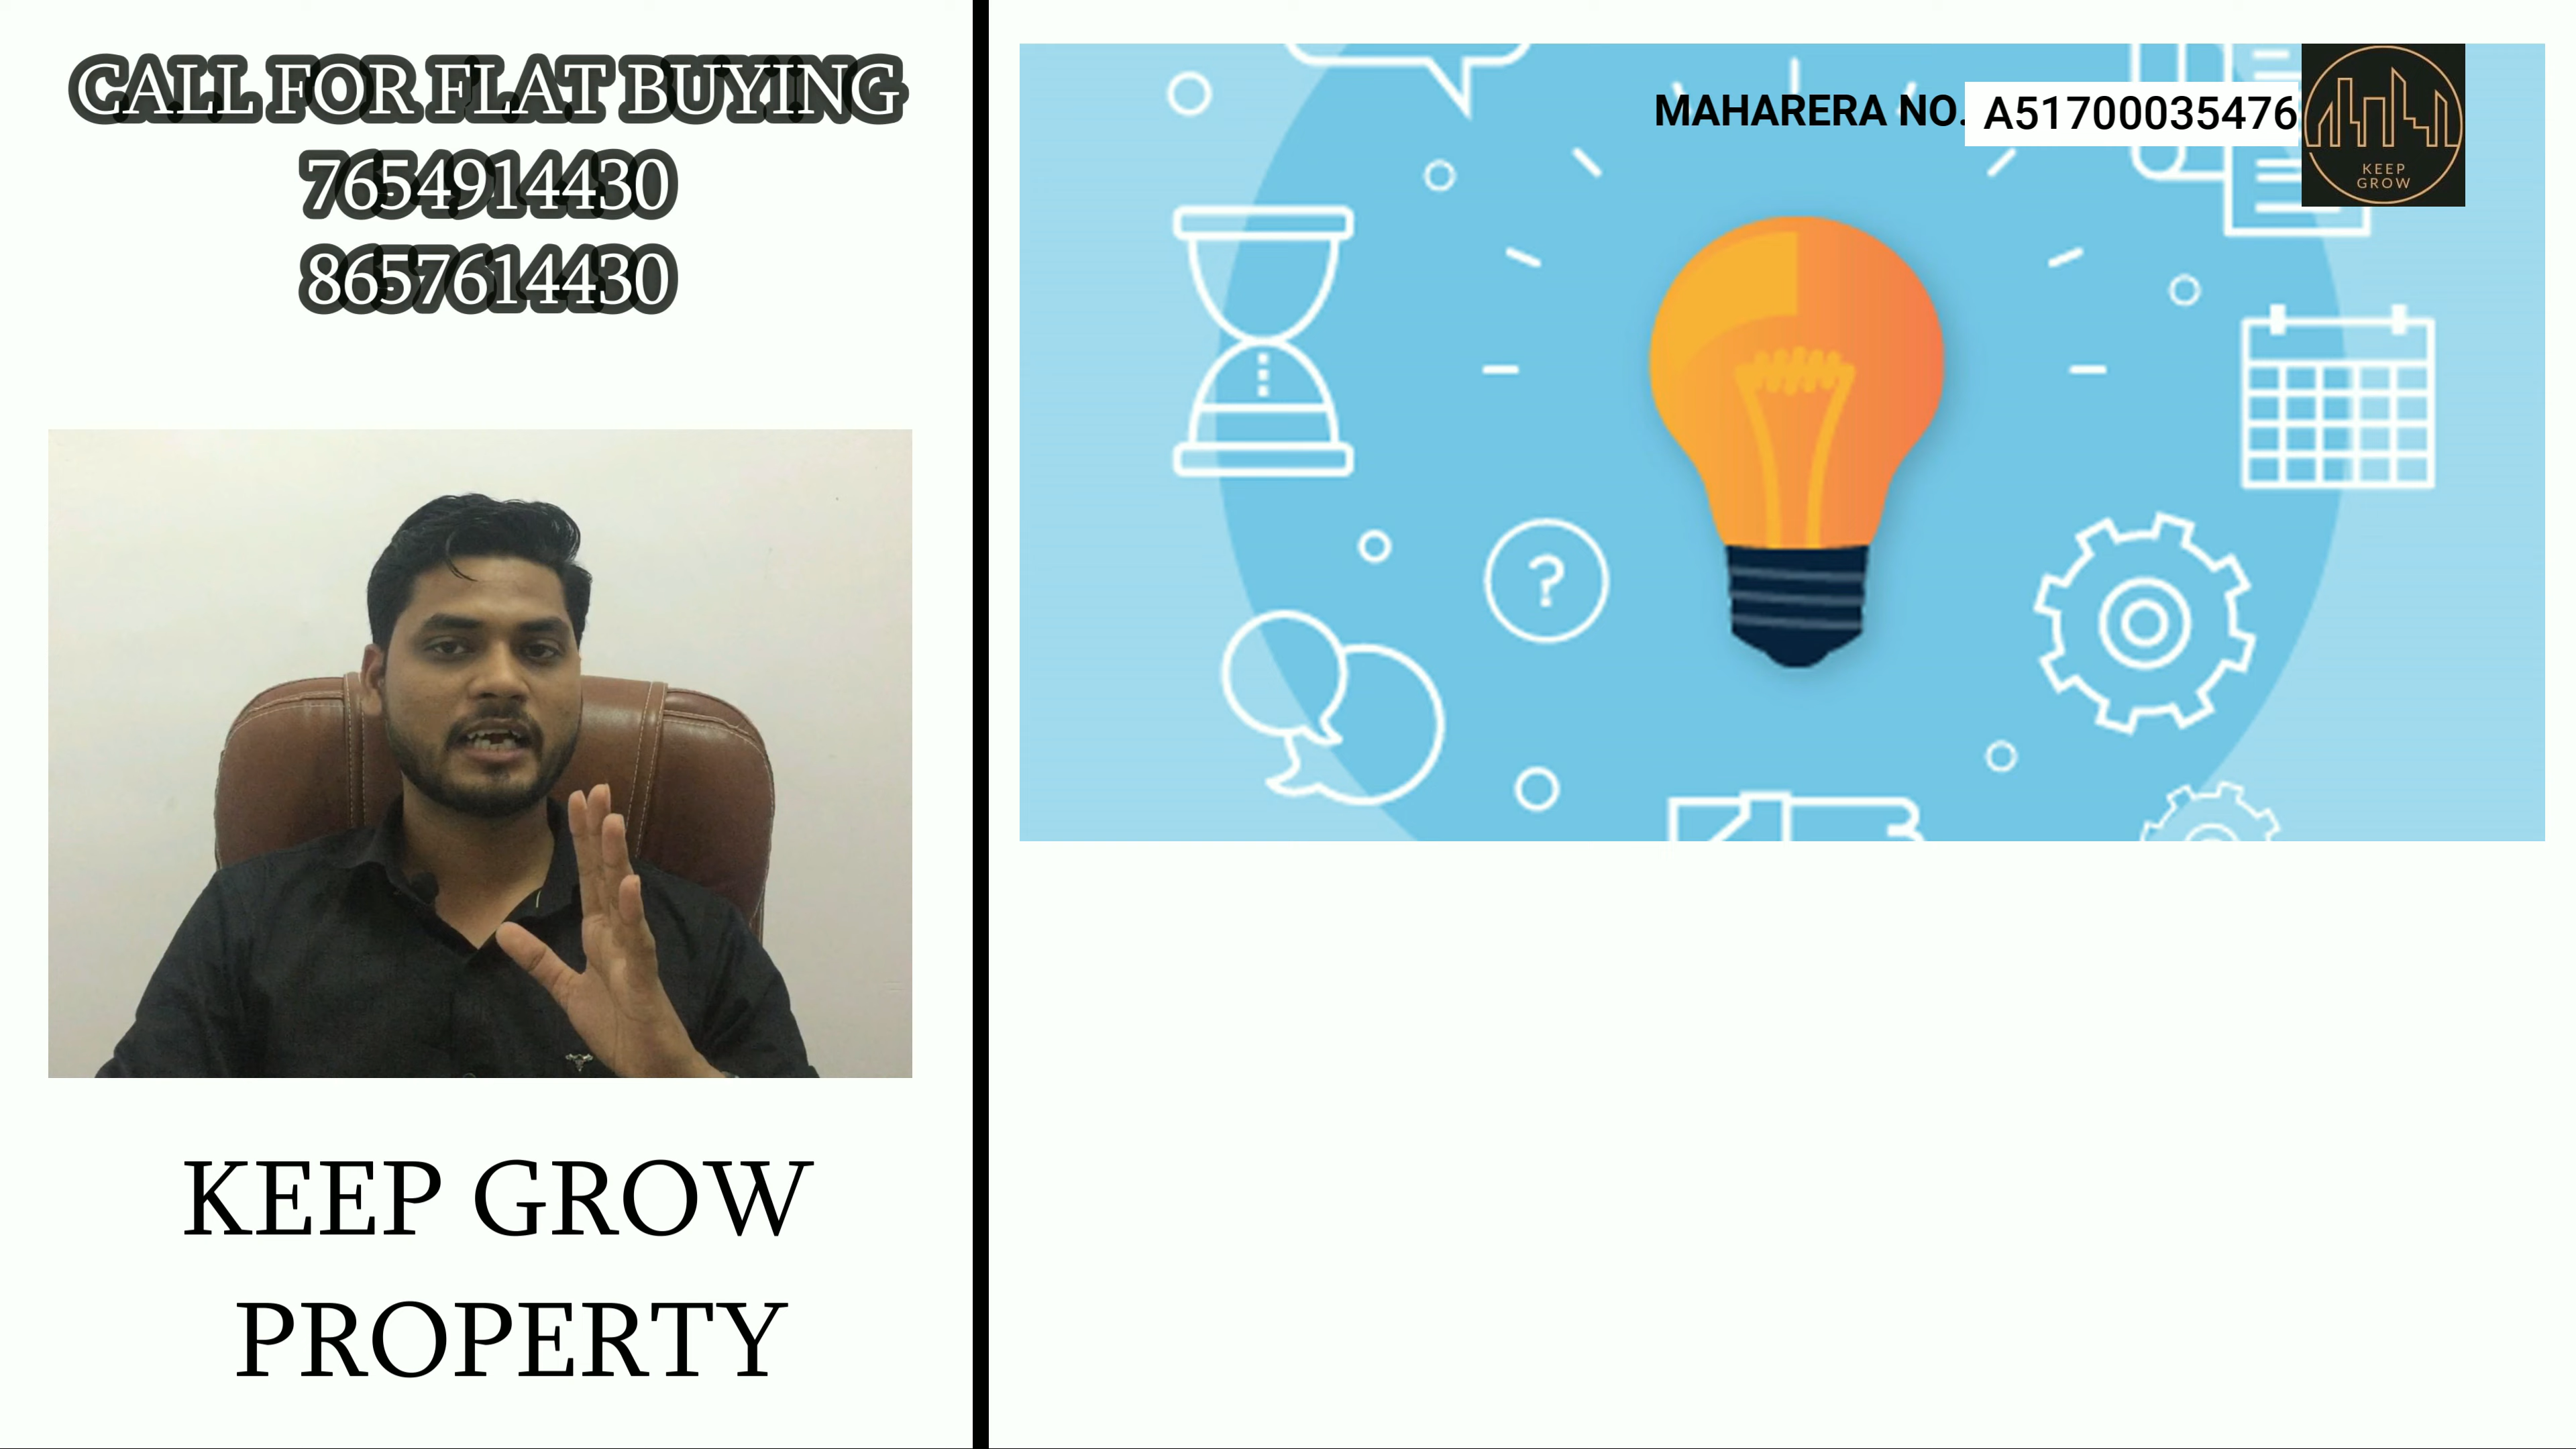 CALL FOR FLAT BUYING
7654914430
8657614430
KEEP GROW
PROPERTY
MAHARERA NO. A51700035476
KEEP
GROW
?